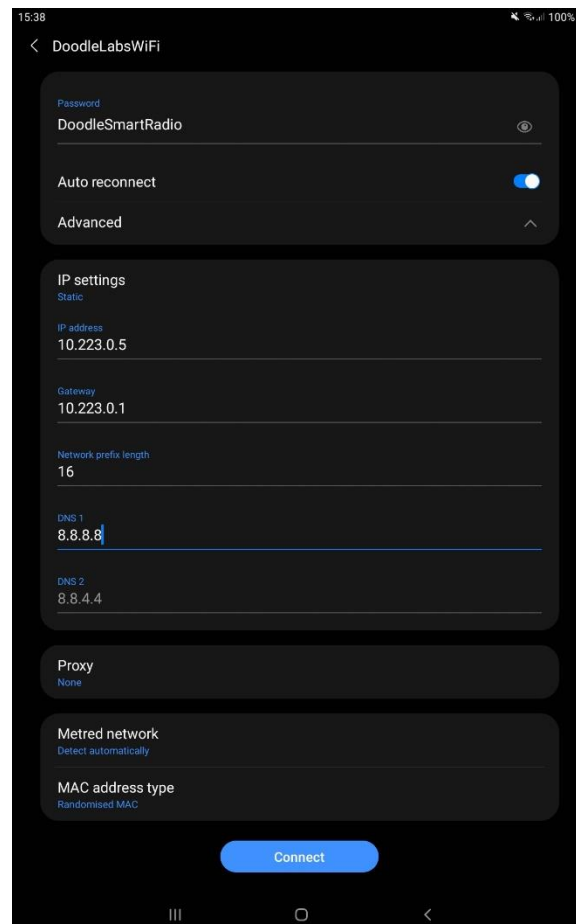 15:38 100%
DoodleLabsWiFi
Password
DoodleSmartRadio
Auto reconnect
Advanced
IP settings
Static
IP address
10.223.0.5
Gateway
10.223.0.1
Network prefix length
16
DNS 1
8.8.8.8
DNS 2
8.8.4.4
Proxy
None
Metred network
Detect automatically
MAC address type
Randomised MAC
Connect